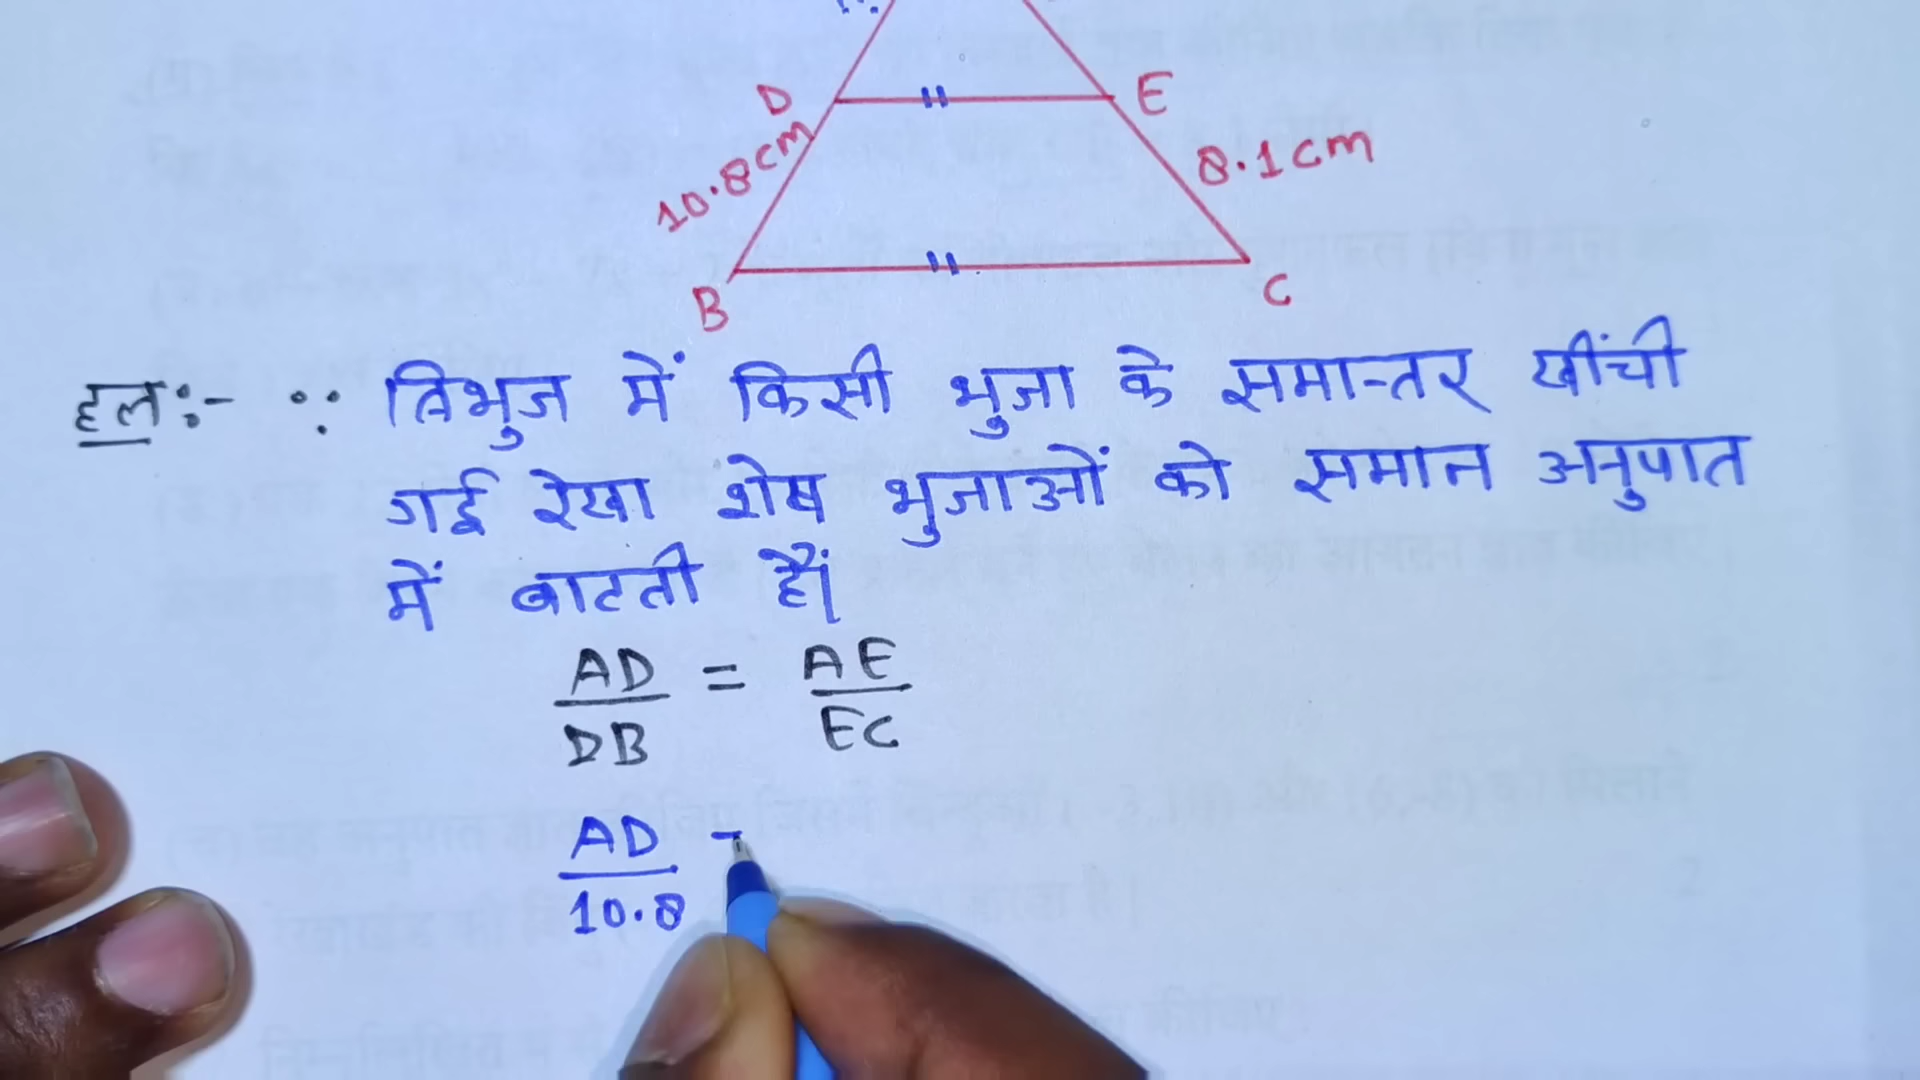 D
E
10.8cm
8.1cm
B
C
हल:- ∵ त्रिभुज में किसी भुजा के समान्तर खींची
गई रेखा शेष भुजाओं को समान अनुपात
में बाटती हैं।
AD/DB = AE/EC
AD/10.8